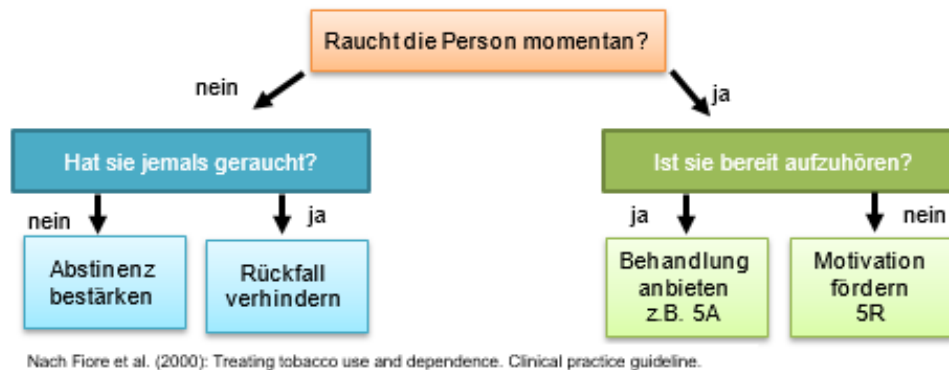 Raucht die Person momentan?
nein
ja
Hat sie jemals geraucht?
Ist sie bereit aufzuhören?
nein
ja
ja
nein
Abstinenz
bestärken
Rückfall
verhindern
Behandlung
anbieten
z.B. 5A
Motivation
fördern
5R
Nach Fiore et al. (2000): Treating tobacco use and dependence. Clinical practice guideline.